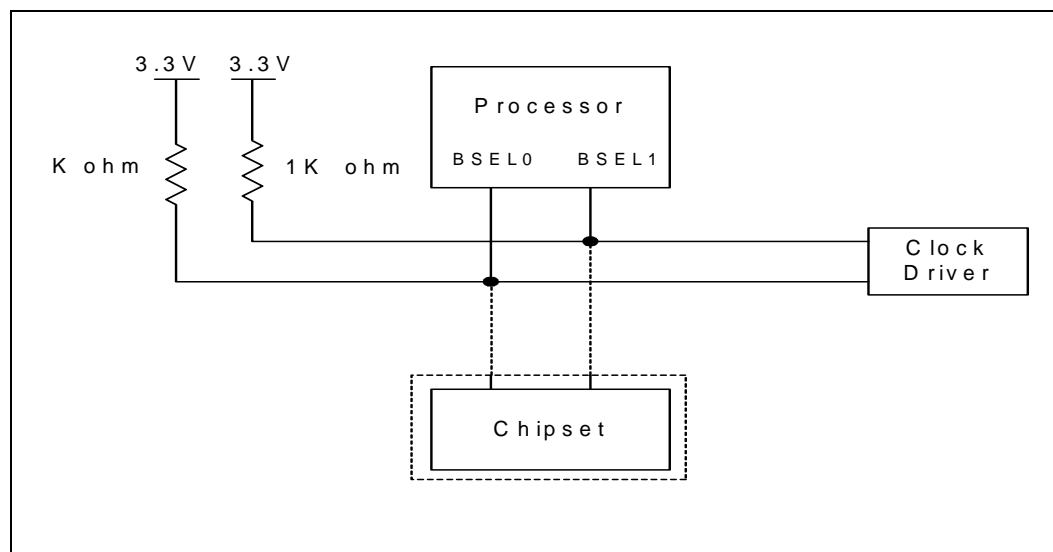 3.3V 3.3V
Processor
BSEL0 BSEL1
K ohm 1K ohm
Clock
Driver
Chipset